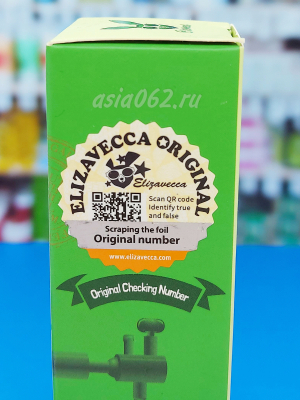 asia062.ru
ELIZAVECCA ORIGINAL
Elizavecca
Scan QR code
Identify true
and false
Scraping the foil
Original number
www.elizavecca.com
Original Checking Number